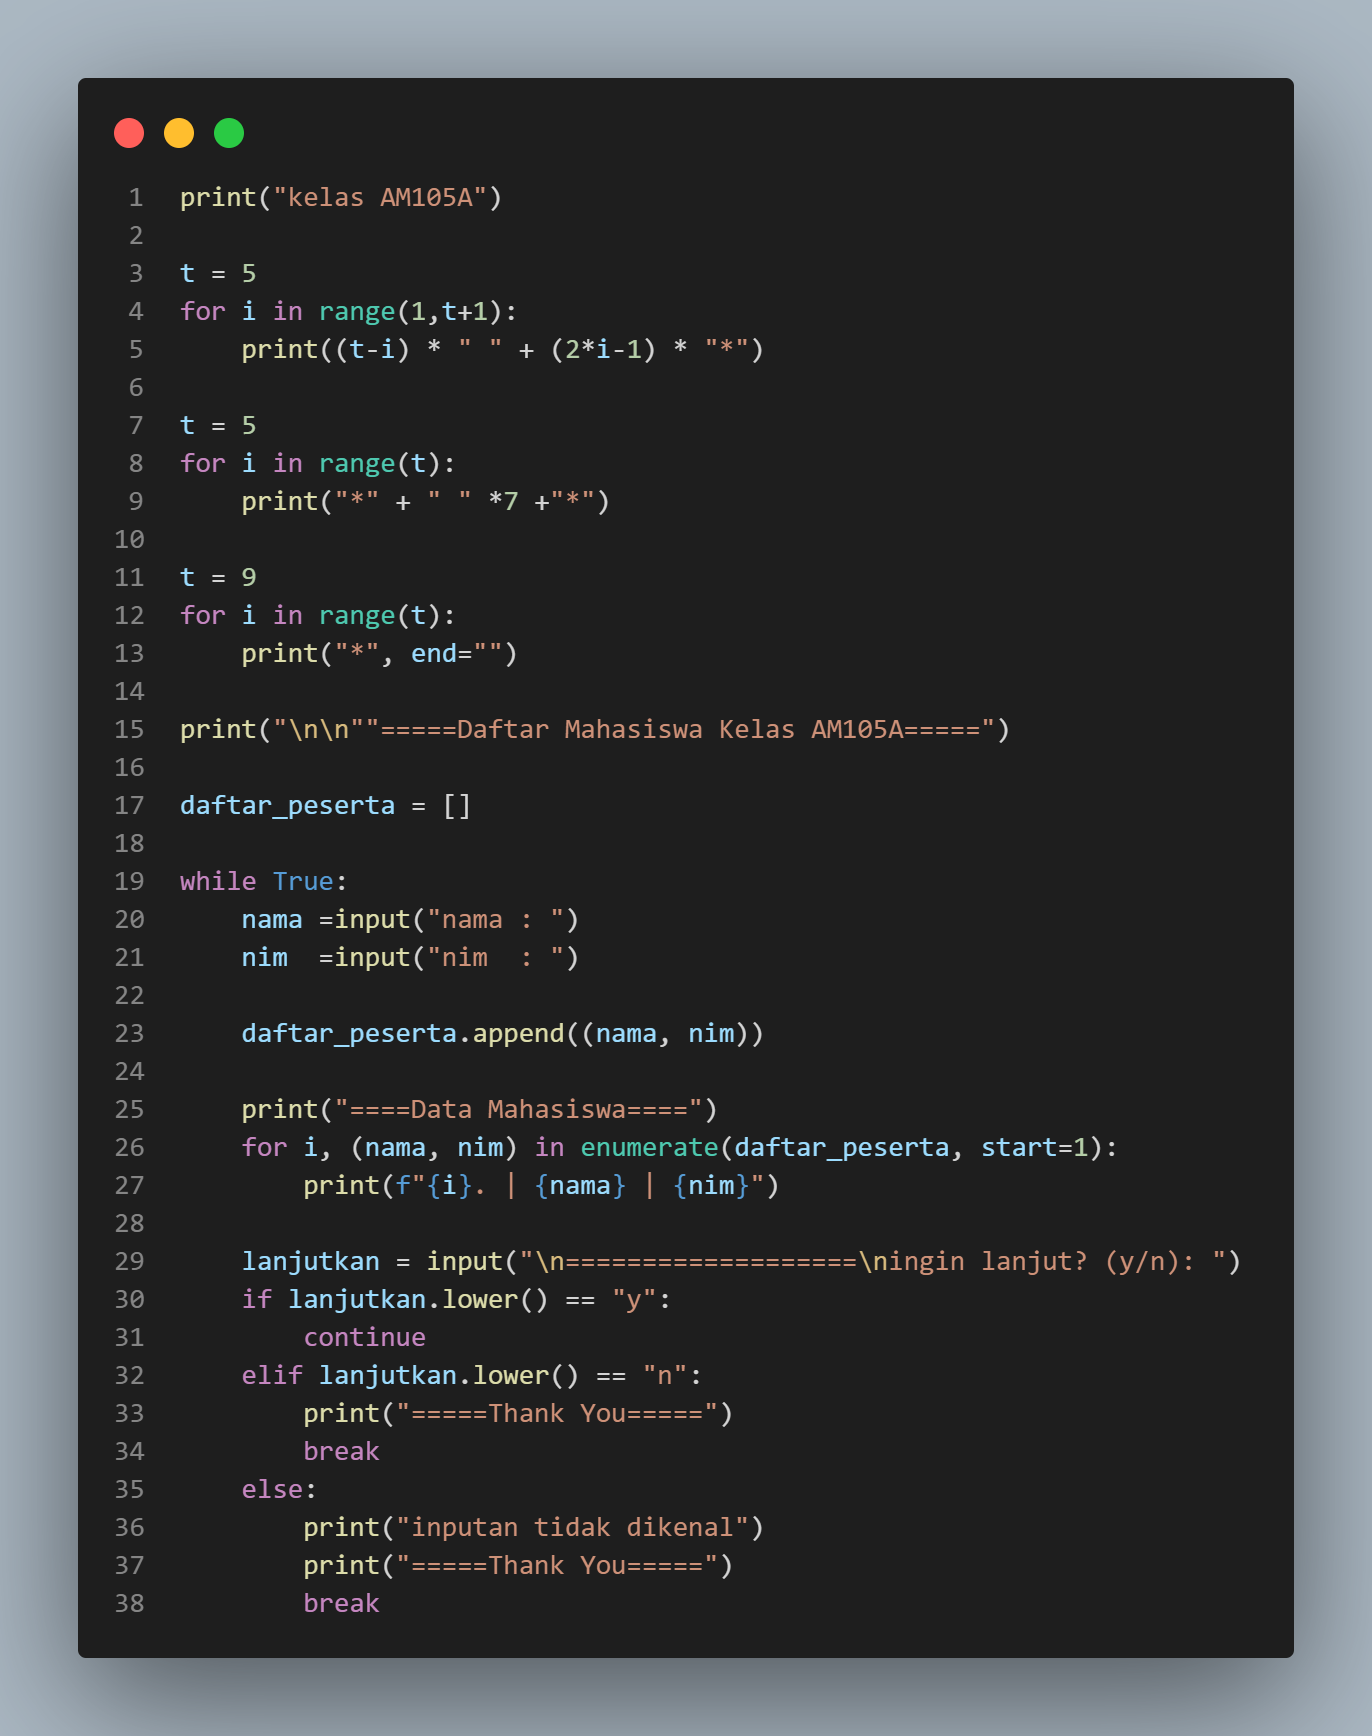 1 print("kelas AM105A")
2
3 t = 5
4 for i in range(1,t+1):
5     print((t-i) * " " + (2*i-1) * "*")
6
7 t = 5
8 for i in range(t):
9     print("*" + " " *7 +"*")
10
11 t = 9
12 for i in range(t):
13     print("*", end="")
14
15 print("\n\n""=====Daftar Mahasiswa Kelas AM105A=====")
16
17 daftar_peserta = []
18
19 while True:
20     nama =input("nama : ")
21     nim  =input("nim  : ")
22
23     daftar_peserta.append((nama, nim))
24
25     print("====Data Mahasiswa====")
26     for i, (nama, nim) in enumerate(daftar_peserta, start=1):
27         print(f"{i}. | {nama} | {nim}")
28
29     lanjutkan = input("\n===================\ningin lanjut? (y/n): ")
30     if lanjutkan.lower() == "y":
31         continue
32     elif lanjutkan.lower() == "n":
33         print("=====Thank You=====")
34         break
35     else:
36         print("inputan tidak dikenal")
37         print("=====Thank You=====")
38         break